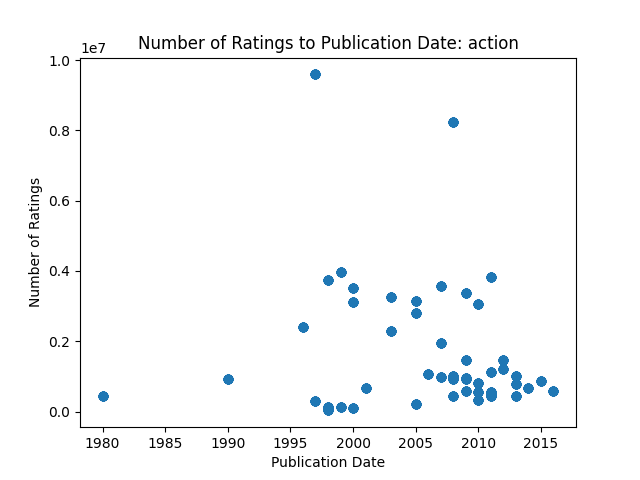 Number of Ratings to Publication Date: action
1e7
1.0
0.8
0.6
0.4
0.2
0.0
Number of Ratings
1980 1985 1990 1995 2000 2005 2010 2015
Publication Date